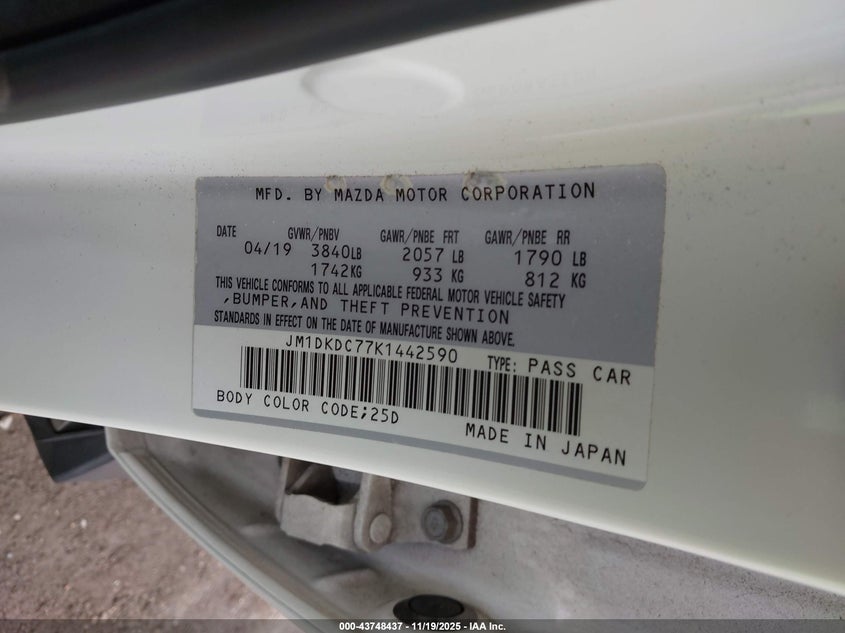 MFD. BY MAZDA MOTOR CORPORATION
DATE GVWR/PNBV GAWR/PNBE FRT GAWR/PNBE RR
04/19 3840LB 2057 LB 1790 LB
1742KG 933 KG 812 KG
THIS VEHICLE CONFORMS TO ALL APPLICABLE FEDERAL MOTOR VEHICLE SAFETY
,BUMPER,AND THEFT PREVENTION
STANDARDS IN EFFECT ON THE DATE OF MANUFACTURE SHOWN ABOVE.
JM1DKDC77K1442590 TYPE: PASS CAR
BODY COLOR CODE;25D
MADE IN JAPAN
000-43748437 - 11/19/2025 - IAA Inc.